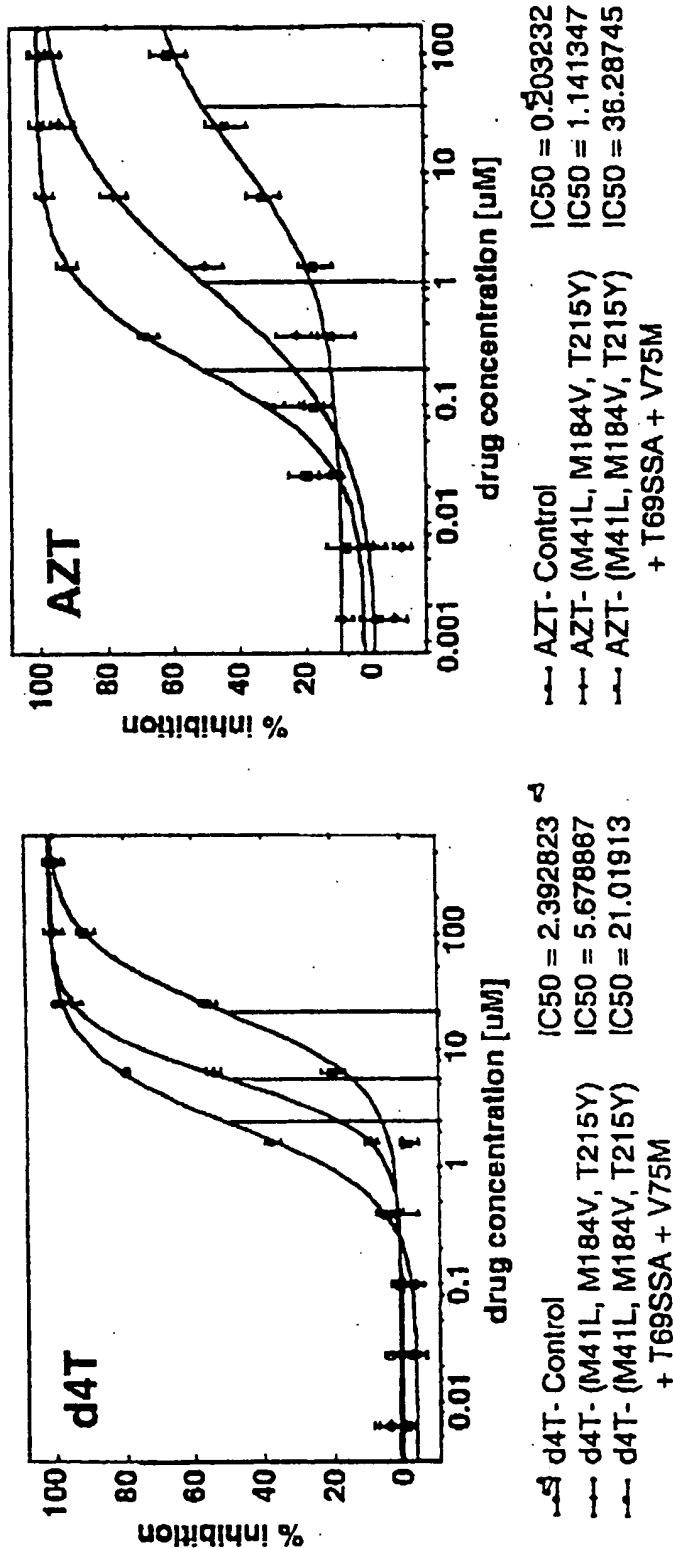 d4T
100
80
60
40
20
0
% inhibition
0.01
0.1
1
10
100
drug concentration [uM]
d4T- Control IC50 = 2.392823
d4T- (M41L, M184V, T215Y) IC50 = 5.678867
d4T- (M41L, M184V, T215Y) IC50 = 21.01913
+ T69SSA + V75M
AZT
100
80
60
40
20
0
% inhibition
0.001
0.01
0.1
1
10
100
drug concentration [uM]
AZT- Control IC50 = 0.203232
AZT- (M41L, M184V, T215Y) IC50 = 1.141347
AZT- (M41L, M184V, T215Y) IC50 = 36.28745
+ T69SSA + V75M